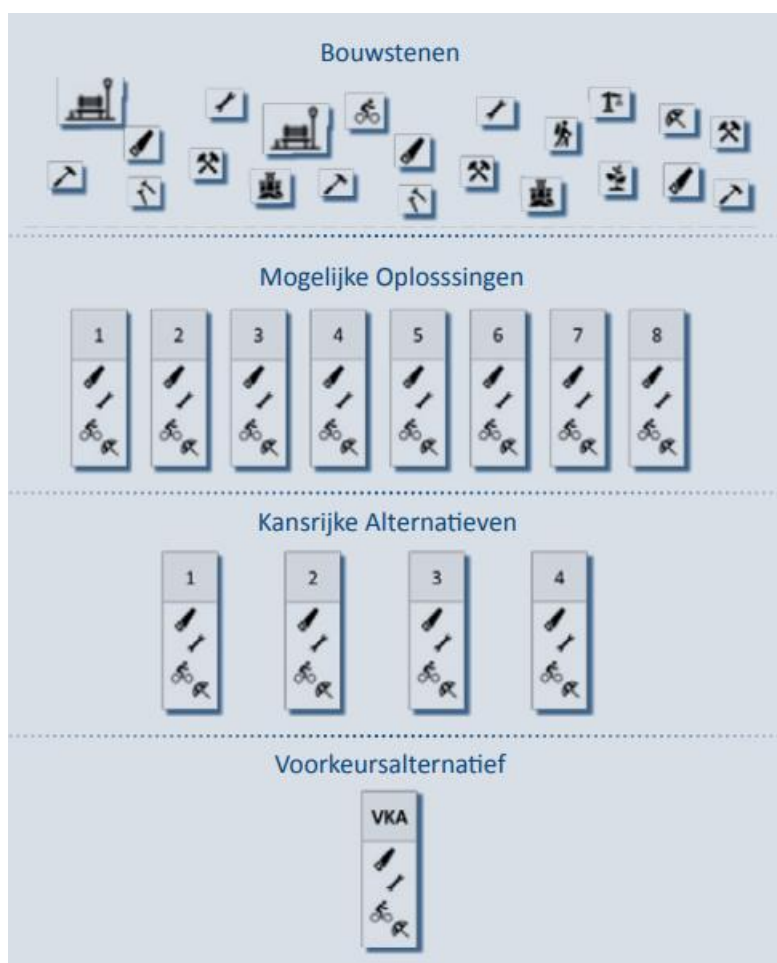 Bouwstenen
Mogelijke Oplosssingen
1 2 3 4 5 6 7 8
Kansrijke Alternatieven
1 2 3 4
Voorkeursalternatief
VKA